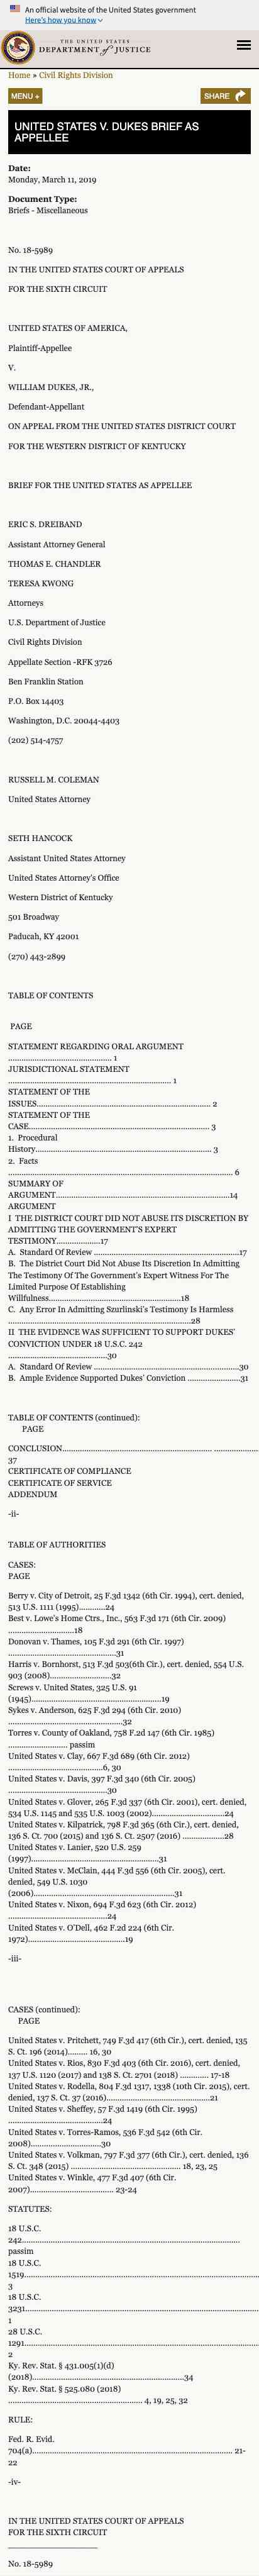 An official website of the United States government
Here's how you know
THE UNITED STATES
DEPARTMENT of JUSTICE
Home » Civil Rights Division
MENU +
SHARE
UNITED STATES V. DUKES BRIEF AS
APPELLEE
Date:
Monday, March 11, 2019
Document Type:
Briefs - Miscellaneous
No. 18-5989
IN THE UNITED STATES COURT OF APPEALS
FOR THE SIXTH CIRCUIT
UNITED STATES OF AMERICA,
Plaintiff-Appellee
V.
WILLIAM DUKES, JR.,
Defendant-Appellant
ON APPEAL FROM THE UNITED STATES DISTRICT COURT
FOR THE WESTERN DISTRICT OF KENTUCKY
BRIEF FOR THE UNITED STATES AS APPELLEE
ERIC S. DREIBAND
Assistant Attorney General
THOMAS E. CHANDLER
TERESA KWONG
Attorneys
U.S. Department of Justice
Civil Rights Division
Appellate Section -RFK 3726
Ben Franklin Station
P.O. Box 14403
Washington, D.C. 20044-4403
(202) 514-4757
RUSSELL M. COLEMAN
United States Attorney
SETH HANCOCK
Assistant United States Attorney
United States Attorney's Office
Western District of Kentucky
501 Broadway
Paducah, KY 42001
(270) 443-2899
TABLE OF CONTENTS
PAGE
STATEMENT REGARDING ORAL ARGUMENT
............................................... 1
JURISDICTIONAL STATEMENT
.......................................................................... 1
STATEMENT OF THE
ISSUES............................................................................... 2
STATEMENT OF THE
CASE.................................................................................. 3
1. Procedural
History................................................................................ 3
2. Facts
...................................................................................................... 6
SUMMARY OF
ARGUMENT...............................................................................14
ARGUMENT
I THE DISTRICT COURT DID NOT ABUSE ITS DISCRETION BY
ADMITTING THE GOVERNMENT'S EXPERT
TESTIMONY....................17
A. Standard Of Review ..................................................................17
B. The District Court Did Not Abuse Its Discretion In Admitting
The Testimony Of The Government's Expert Witness For The
Limited Purpose Of Establishing
Willfulness............................................................18
C. Any Error In Admitting Szurlinski's Testimony Is Harmless
...................................................................................28
II THE EVIDENCE WAS SUFFICIENT TO SUPPORT DUKES'
CONVICTION UNDER 18 U.S.C. 242
.............................................30
A. Standard Of Review ..................................................................30
B. Ample Evidence Supported Dukes' Conviction ........................31
TABLE OF CONTENTS (continued):
PAGE
CONCLUSION.................................................................... ....................
37
CERTIFICATE OF COMPLIANCE
CERTIFICATE OF SERVICE
ADDENDUM
-ii-
TABLE OF AUTHORITIES
CASES:
PAGE
Berry v. City of Detroit, 25 F.3d 1342 (6th Cir. 1994), cert. denied,
513 U.S. 1111 (1995)............24
Best v. Lowe's Home Ctrs., Inc., 563 F.3d 171 (6th Cir. 2009)
..............................18
Donovan v. Thames, 105 F.3d 291 (6th Cir. 1997)
.................................................31
Harris v. Bornhorst, 513 F.3d 503(6th Cir.), cert. denied, 554 U.S.
903 (2008)............................32
Screws v. United States, 325 U.S. 91
(1945)...........................................................19
Sykes v. Anderson, 625 F.3d 294 (6th Cir. 2010)
....................................................32
Torres v. County of Oakland, 758 F.2d 147 (6th Cir. 1985)
........................... passim
United States v. Clay, 667 F.3d 689 (6th Cir. 2012)
...........................................6, 30
United States v. Davis, 397 F.3d 340 (6th Cir. 2005)
.............................................30
United States v. Glover, 265 F.3d 337 (6th Cir. 2001), cert. denied,
534 U.S. 1145 and 535 U.S. 1003 (2002).................................24
United States v. Kilpatrick, 798 F.3d 365 (6th Cir.), cert. denied,
136 S. Ct. 700 (2015) and 136 S. Ct. 2507 (2016) ...................28
United States v. Lanier, 520 U.S. 259
(1997)..........................................................31
United States v. McClain, 444 F.3d 556 (6th Cir. 2005), cert.
denied, 549 U.S. 1030
(2006)................................................................31
United States v. Nixon, 694 F.3d 623 (6th Cir. 2012)
.............................................24
United States v. O'Dell, 462 F.2d 224 (6th Cir.
1972)............................................19
-iii-
CASES (continued):
PAGE
United States v. Pritchett, 749 F.3d 417 (6th Cir.), cert. denied, 135
S. Ct. 196 (2014)......... 16, 30
United States v. Rios, 830 F.3d 403 (6th Cir. 2016), cert. denied,
137 U.S. 1120 (2017) and 138 S. Ct. 2701 (2018) ............. 17-18
United States v. Rodella, 804 F.3d 1317, 1338 (10th Cir. 2015), cert.
denied, 137 S. Ct. 37 (2016)...............................................21
United States v. Sheffey, 57 F.3d 1419 (6th Cir. 1995)
...........................................24
United States v. Torres-Ramos, 536 F.3d 542 (6th Cir.
2008)................................30
United States v. Volkman, 797 F.3d 377 (6th Cir.), cert. denied, 136
S. Ct. 348 (2015) .................................................. 18, 23, 25
United States v. Winkle, 477 F.3d 407 (6th Cir.
2007)...................................... 23-24
STATUTES:
18 U.S.C.
242...................................................................................................
passim
18 U.S.C.
1519..........................................................................................................
3
18 U.S.C.
3231..........................................................................................................
1
28 U.S.C.
1291..........................................................................................................
2
Ky. Rev. Stat. § 431.005(1)(d)
(2018).....................................................................34
Ky. Rev. Stat. § 525.080 (2018)
............................................................. 4, 19, 25, 32
RULE:
Fed. R. Evid.
704(a)........................................................................................... 21-
22
-iv-
IN THE UNITED STATES COURT OF APPEALS
FOR THE SIXTH CIRCUIT
____________________
No. 18-5989